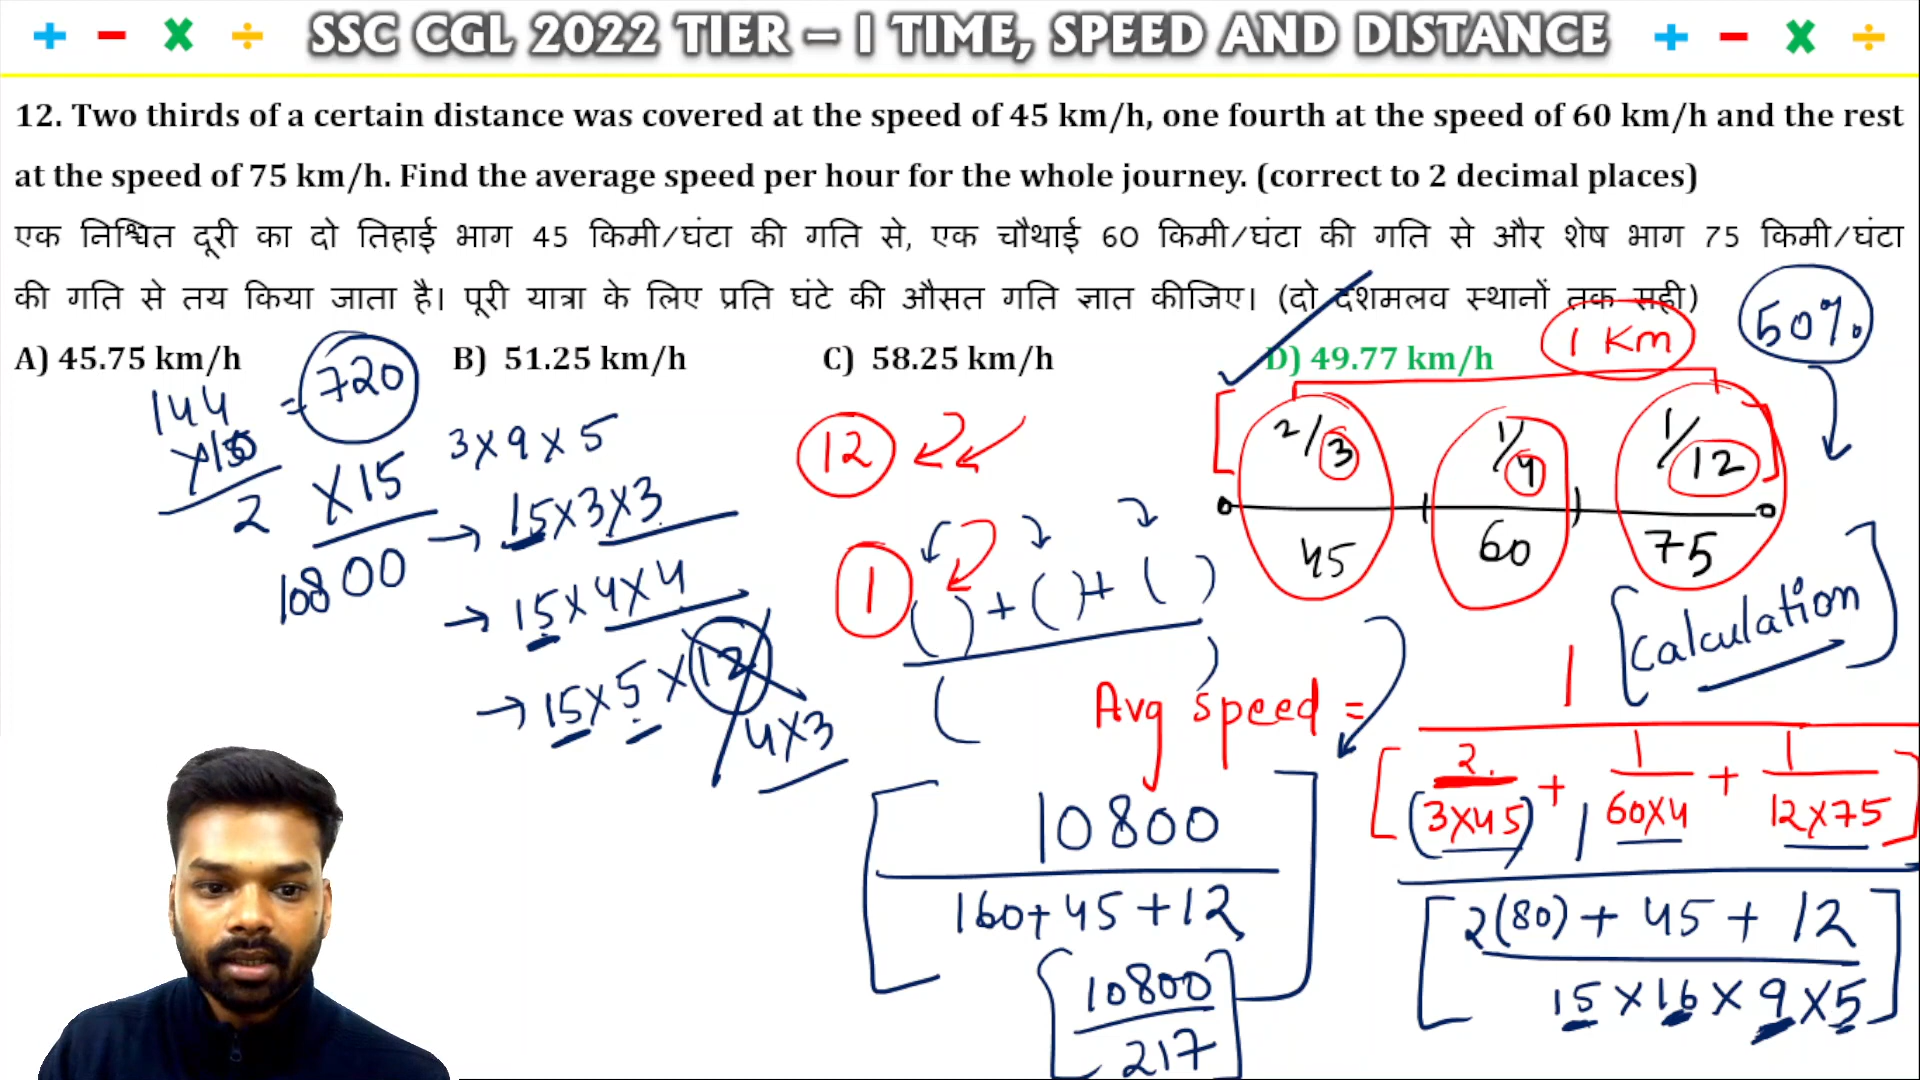 + - × ÷ SSC CGL 2022 TIER – I TIME, SPEED AND DISTANCE + - × ÷
12. Two thirds of a certain distance was covered at the speed of 45 km/h, one fourth at the speed of 60 km/h and the rest
at the speed of 75 km/h. Find the average speed per hour for the whole journey. (correct to 2 decimal places)
एक निश्चित दूरी का दो तिहाई भाग 45 किमी/घंटा की गति से, एक चौथाई 60 किमी/घंटा की गति से और शेष भाग 75 किमी/घंटा
की गति से तय किया जाता है। पूरी यात्रा के लिए प्रति घंटे की औसत गति ज्ञात कीजिए। (दो दशमलव स्थानों तक सही)
A) 45.75 km/h B) 51.25 km/h C) 58.25 km/h D) 49.77 km/h
1 Km
50%
144
= 720
2
×15
10800
3×9×5
→ 15×3×3
→ 15×4×4
→ 15×5×12
4×3
12
1
( ) + ( ) + ( )
( )
2/3 1/4 1/12
45 60 75
[Calculation]
Avg speed =
1
[2/(3×45) + 1/(60×4) + 1/(12×75)]
1
[2(80) + 45 + 12
15 × 16 × 9 × 5]
[10800
160+45+12]
[10800
217]